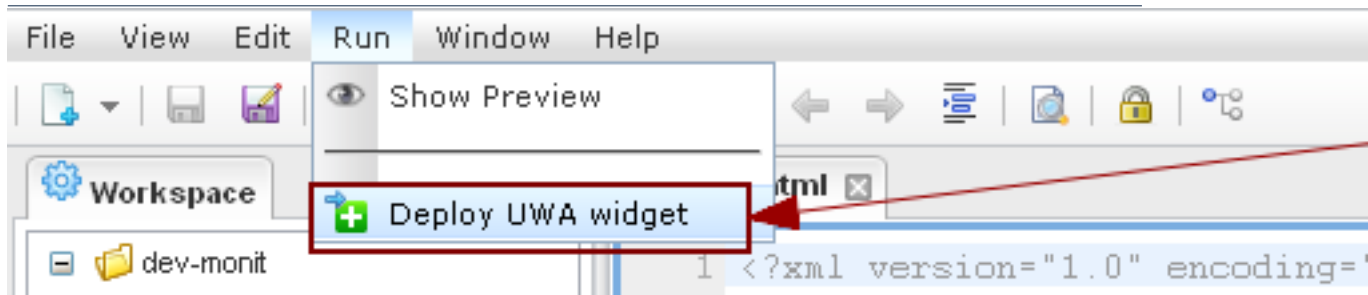 File View Edit Run Window Help
Show Preview
Workspace
tml
Deploy UWA widget
dev-monit
1 <?xml version="1.0" encoding='